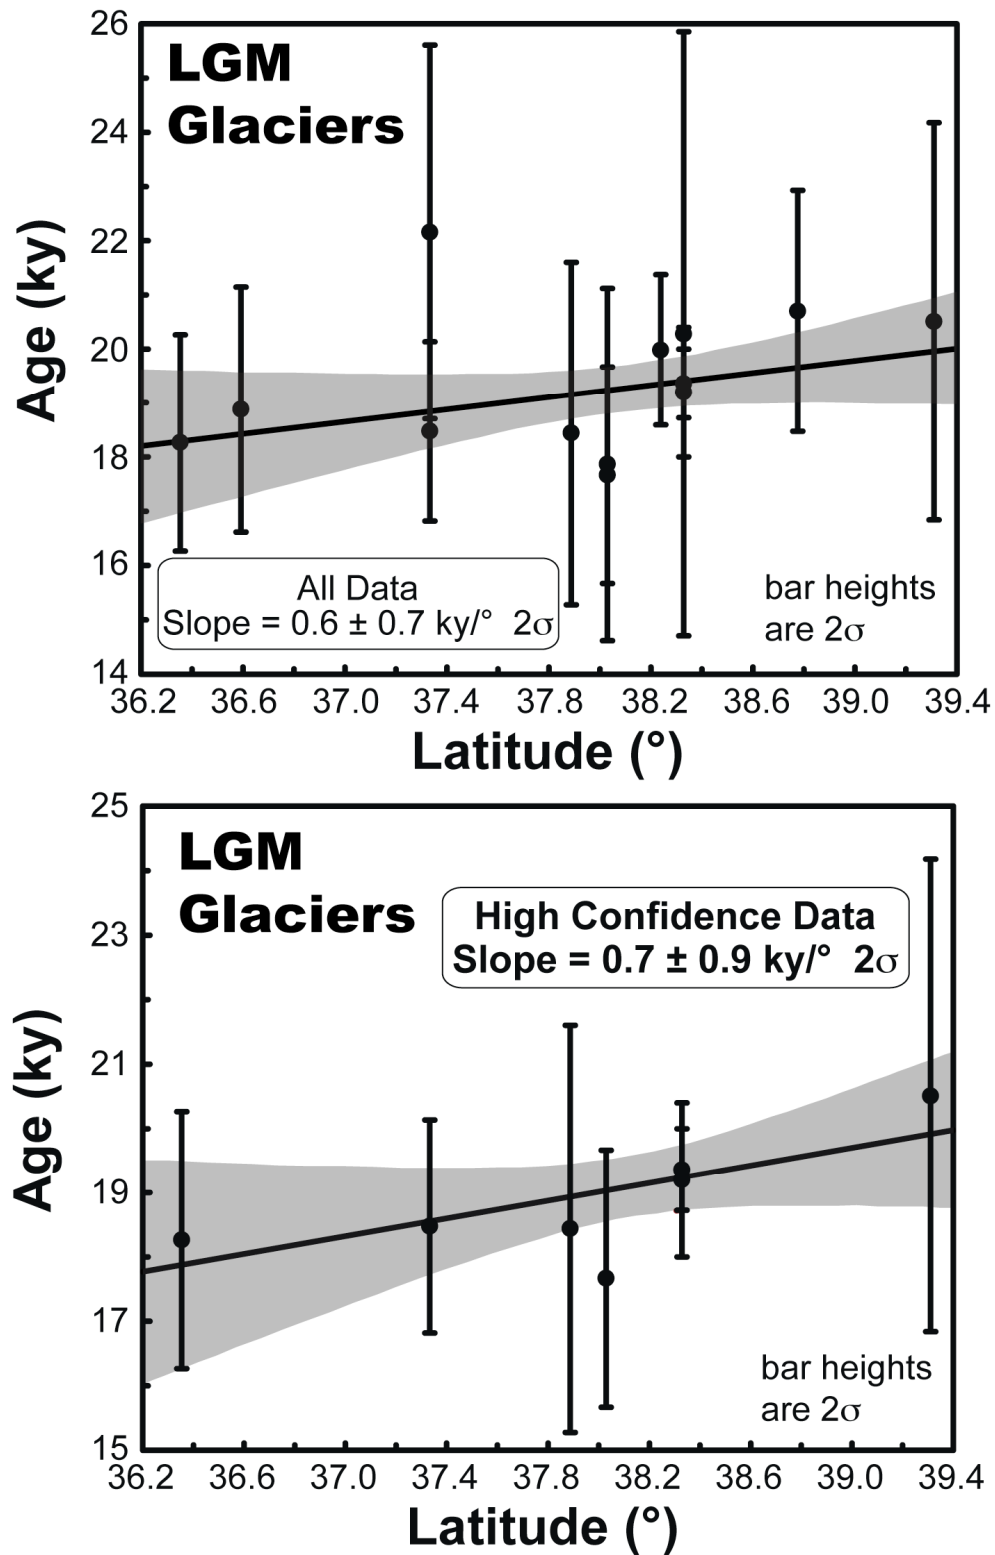 LGM
Glaciers
26
24
22
20
18
16
14
Age (ky)
All Data
Slope = 0.6 ± 0.7 ky/° 2σ
bar heights
are 2σ
36.2 36.6 37.0 37.4 37.8 38.2 38.6 39.0 39.4
Latitude (°)
LGM
Glaciers
25
23
21
19
17
15
Age (ky)
High Confidence Data
Slope = 0.7 ± 0.9 ky/° 2σ
bar heights
are 2σ
36.2 36.6 37.0 37.4 37.8 38.2 38.6 39.0 39.4
Latitude (°)